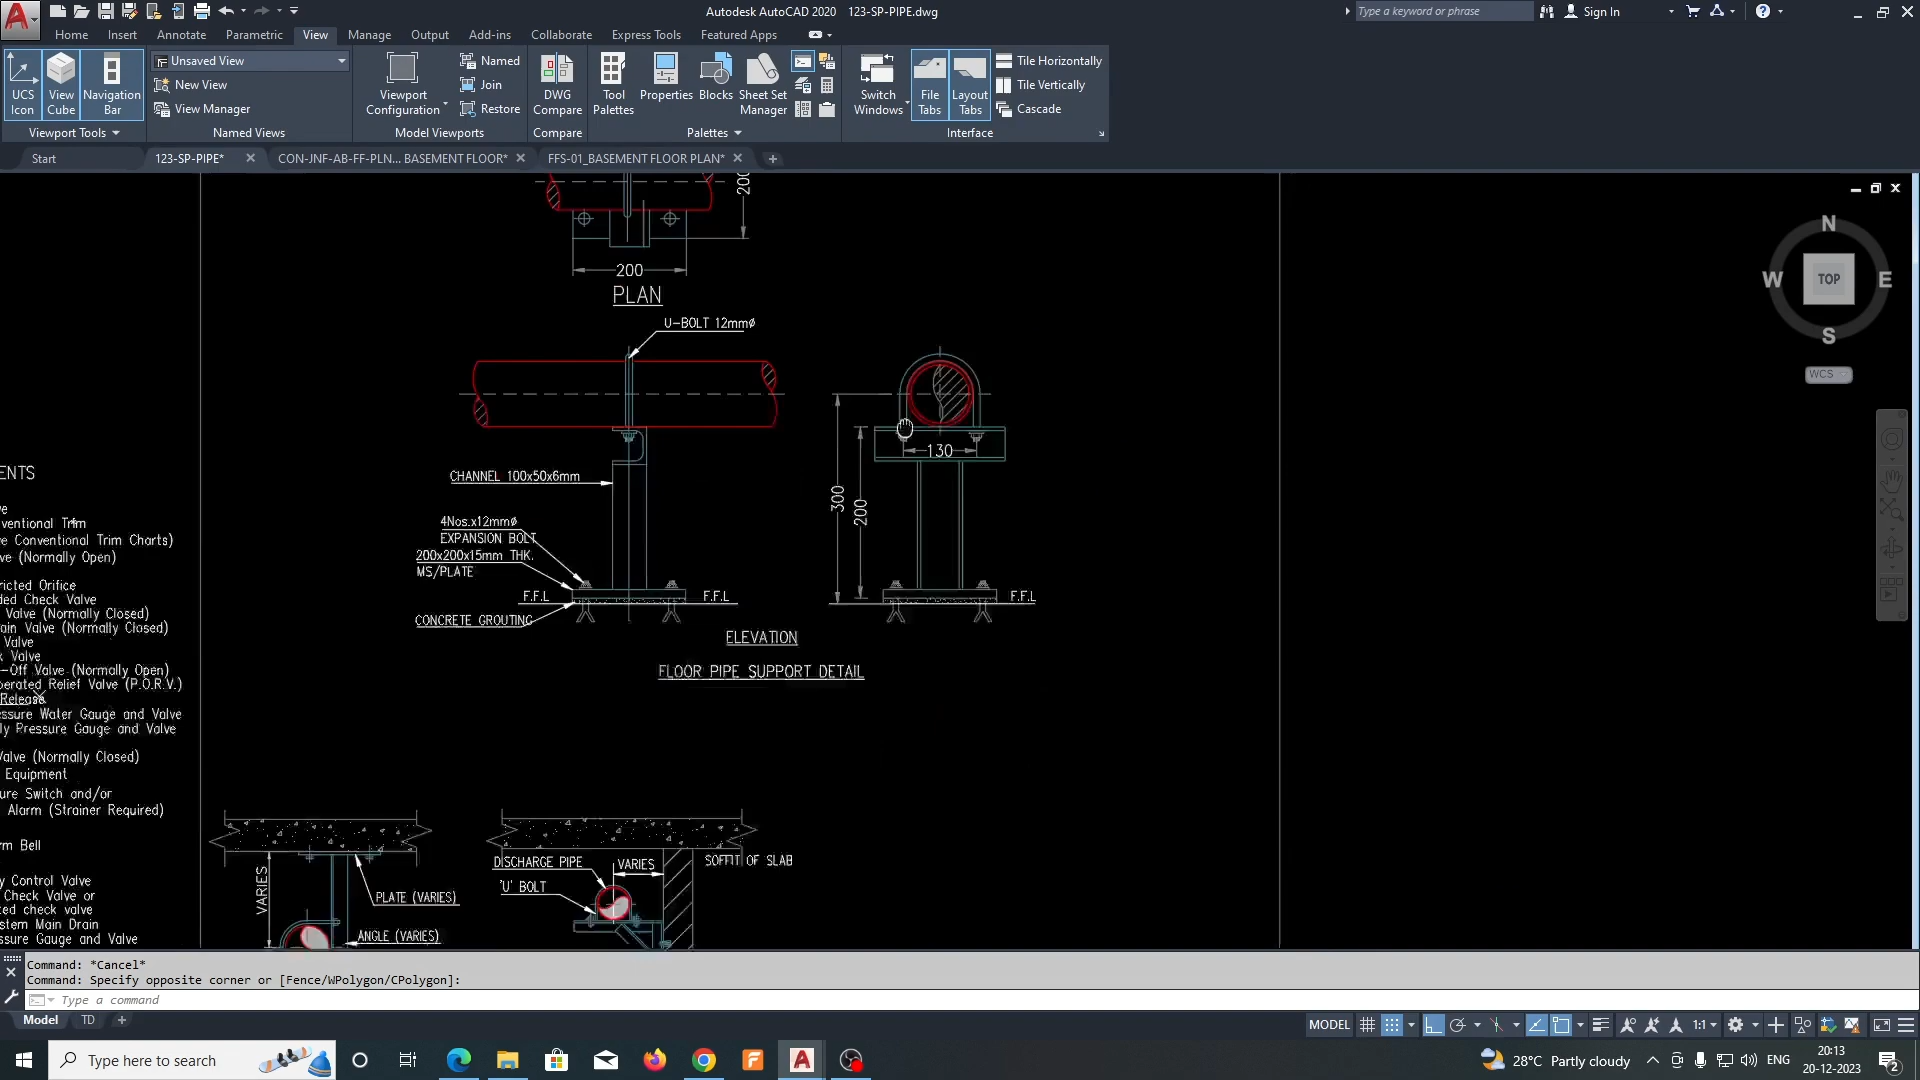 Autodesk AutoCAD 2020 123-SP-PIPE.dwg
Type a keyword or phrase
Sign In
Home Insert Annotate Parametric View Manage Output Add-ins Collaborate Express Tools Featured Apps
UCS Icon
View Cube
Navigation Bar
Viewport Tools
Unsaved View
New View
View Manager
Named Views
Viewport Configuration
Named
Join
Restore
Model Viewports
DWG Compare
Compare
Tool Palettes
Properties
Blocks
Sheet Set Manager
Palettes
Switch Windows
File Tabs
Layout Tabs
Tile Horizontally
Tile Vertically
Cascade
Interface
Start
123-SP-PIPE*
CON-JNF-AB-FF-PLN... BASEMENT FLOOR*
FFS-01_BASEMENT FLOOR PLAN*
N
W TOP E
S
WCS
200
200
PLAN
U-BOLT 12mmø
CHANNEL 100x50x6mm
4Nos.x12mmø
EXPANSION BOLT
200x200x15mm THK.
MS/PLATE
F.F.L
F.F.L
CONCRETE GROUTING
130
300
200
F.F.L
ELEVATION
FLOOR PIPE SUPPORT DETAIL
ENTS
ve
ventional Trim
ve Conventional Trim Charts)
ve (Normally Open)
ricted Orifice
ded Check Valve
Valve (Normally Closed)
ain Valve (Normally Closed)
Valve
k Valve
-Off Valve (Normally Open)
perated Relief Valve (P.O.R.V.)
Release
ssure Water Gauge and Valve
ly Pressure Gauge and Valve
Valve (Normally Closed)
Equipment
ure Switch and/or
Alarm (Strainer Required)
rm Bell
y Control Valve
Check Valve or
ted check valve
stem Main Drain
ssure Gauge and Valve
VARIES
PLATE (VARIES)
ANGLE (VARIES)
DISCHARGE PIPE
'U' BOLT
VARIES
SOFFIT OF SLAB
Command: *Cancel*
Command: Specify opposite corner or [Fence/WPolygon/CPolygon]:
Type a command
Model TD
MODEL
1:1
Type here to search
28°C Partly cloudy
ENG
20:13
20-12-2023
2